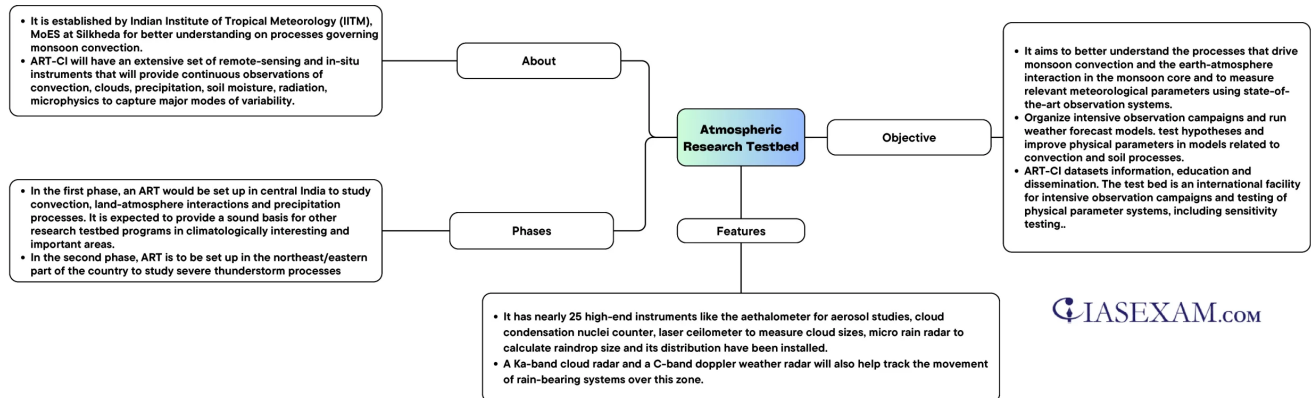 • It is established by Indian Institute of Tropical Meteorology (IITM),
MoES at Silkheda for better understanding on processes governing
monsoon convection.
• ART-CI will have an extensive set of remote-sensing and in-situ
instruments that will provide continuous observations of
convection, clouds, precipitation, soil moisture, radiation,
microphysics to capture major modes of variability.
About
Atmospheric
Research Testbed
Objective
• It aims to better understand the processes that drive
monsoon convection and the earth-atmosphere
interaction in the monsoon core and to measure
relevant meteorological parameters using state-of-
the-art observation systems.
• Organize intensive observation campaigns and run
weather forecast models. test hypotheses and
improve physical parameters in models related to
convection and soil processes.
• ART-CI datasets information, education and
dissemination. The test bed is an international facility
for intensive observation campaigns and testing of
physical parameter systems, including sensitivity
testing..
• In the first phase, an ART would be set up in central India to study
convection, land-atmosphere interactions and precipitation
processes. It is expected to provide a sound basis for other
research testbed programs in climatologically interesting and
important areas.
• In the second phase, ART is to be set up in the northeast/eastern
part of the country to study severe thunderstorm processes
Phases
Features
• It has nearly 25 high-end instruments like the aethalometer for aerosol studies, cloud
condensation nuclei counter, laser ceilometer to measure cloud sizes, micro rain radar to
calculate raindrop size and its distribution have been installed.
• A Ka-band cloud radar and a C-band doppler weather radar will also help track the movement
of rain-bearing systems over this zone.
IASEXAM.COM